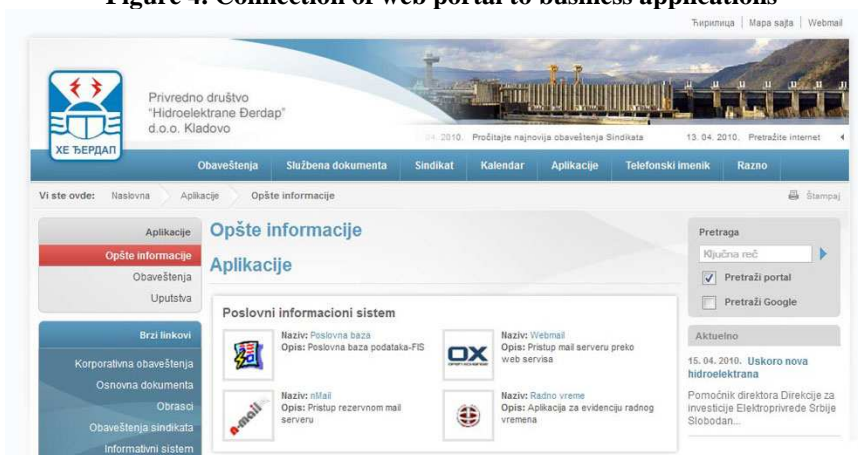 Figure 4. Connection of web portal to business applications
Ћирилица | Mapa sajta | Webmail
Privredno društvo
"Hidroelektrane Đerdap"
d.o.o. Kladovo
ХЕ ЂЕРДАП
04. 2010. Pročitajte najnovija obaveštenja Sindikata 13. 04. 2010. Pretražite internet
Obaveštenja Službena dokumenta Sindikat Kalendar Aplikacije Telefonski imenik Razno
Vi ste ovde: Naslovna Aplikacije Opšte informacije Štampaj
Aplikacije
Opšte informacije
Obaveštenja
Uputstva
Brzi linkovi
Korporativna obaveštenja
Osnovna dokumenta
Obrasci
Obaveštenja sindikata
Informativni sistem
Opšte informacije
Aplikacije
Poslovni informacioni sistem
Naziv: Poslovna baza
Opis: Poslovna baza podataka-FIS
OX
Naziv: Webmail
Opis: Pristup mail serveru preko
web servisa
e-mail
Naziv: nMail
Opis: Pristup rezervnom mail
serveru
Naziv: Radno vreme
Opis: Aplikacija za evidenciju radnog
vremena
Pretraga
Ključna reč
Pretraži portal
Pretraži Google
Aktuelno
15. 04. 2010. Uskoro nova
hidroelektrana
Pomoćnik direktora Direkcije za
investicije Elektroprivrede Srbije
Slobodan...